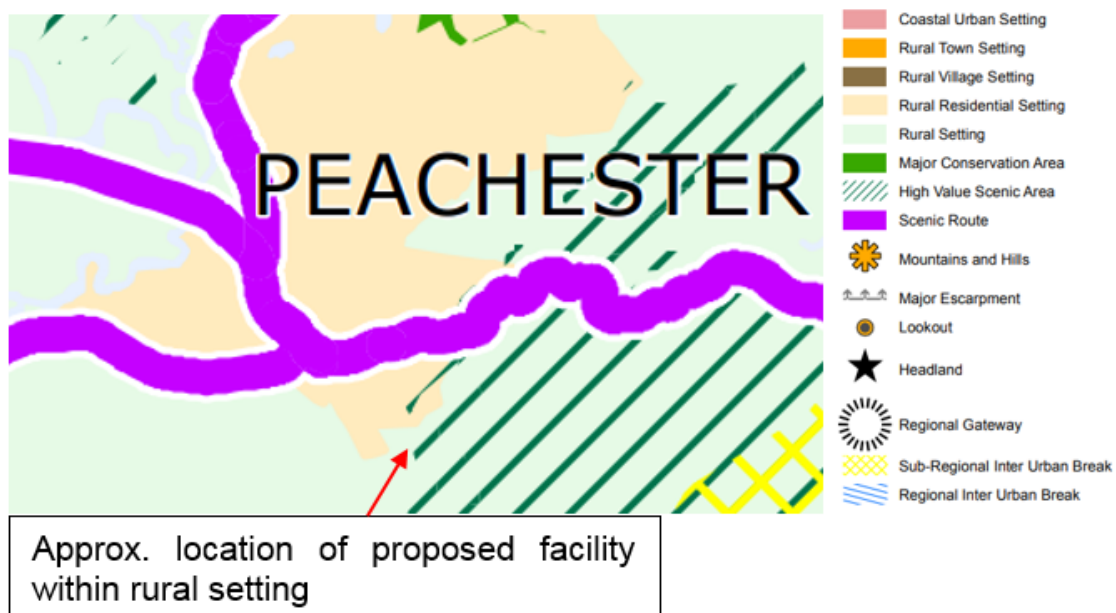 PEACHESTER
Coastal Urban Setting
Rural Town Setting
Rural Village Setting
Rural Residential Setting
Rural Setting
Major Conservation Area
High Value Scenic Area
Scenic Route
Mountains and Hills
Major Escarpment
Lookout
Headland
Regional Gateway
Sub-Regional Inter Urban Break
Regional Inter Urban Break
Approx. location of proposed facility
within rural setting